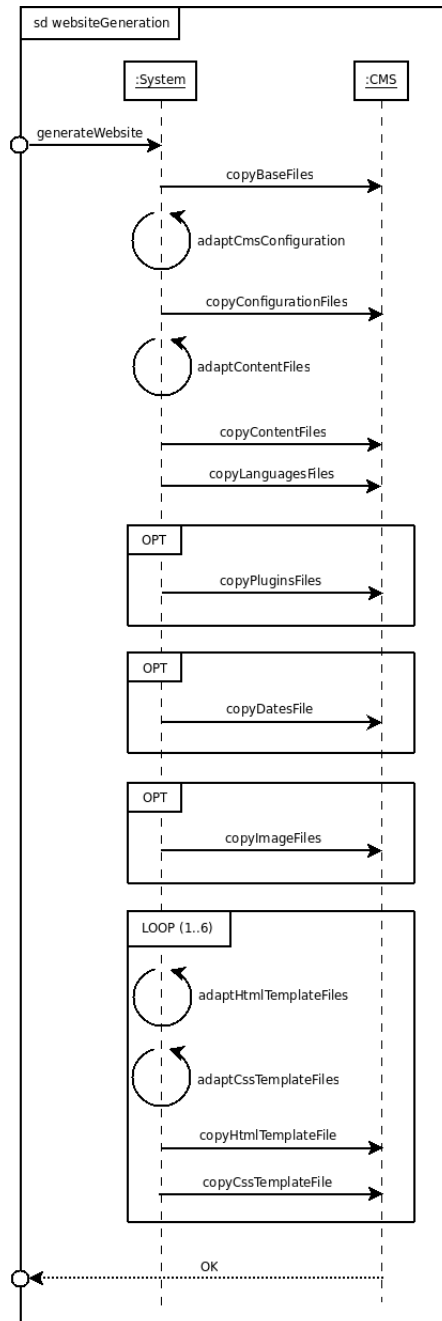 sd websiteGeneration
:System
:CMS
generateWebsite
copyBaseFiles
adaptCmsConfiguration
copyConfigurationFiles
adaptContentFiles
copyContentFiles
copyLanguagesFiles
OPT
copyPluginsFiles
OPT
copyDatesFile
OPT
copyImageFiles
LOOP (1..6)
adaptHtmlTemplateFiles
adaptCssTemplateFiles
copyHtmlTemplateFile
copyCssTemplateFile
OK